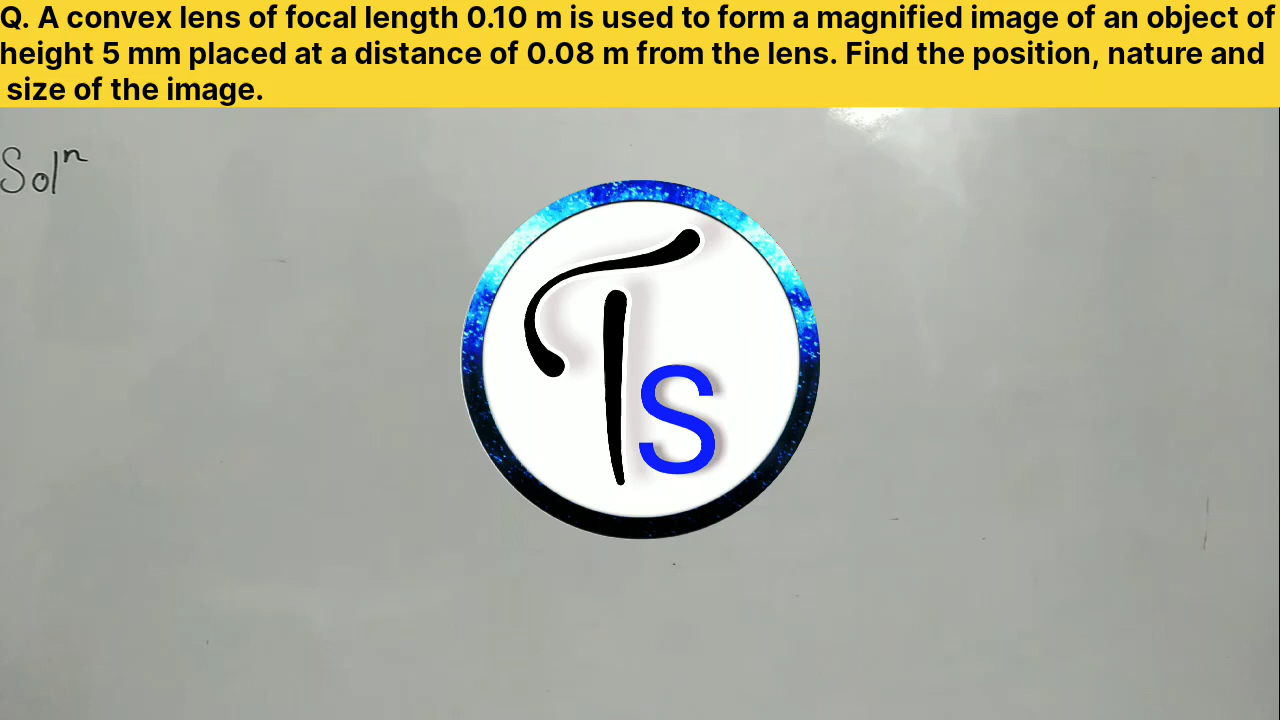 Q. A convex lens of focal length 0.10 m is used to form a magnified image of an object of
height 5 mm placed at a distance of 0.08 m from the lens. Find the position, nature and
size of the image.
Solⁿ
Ts